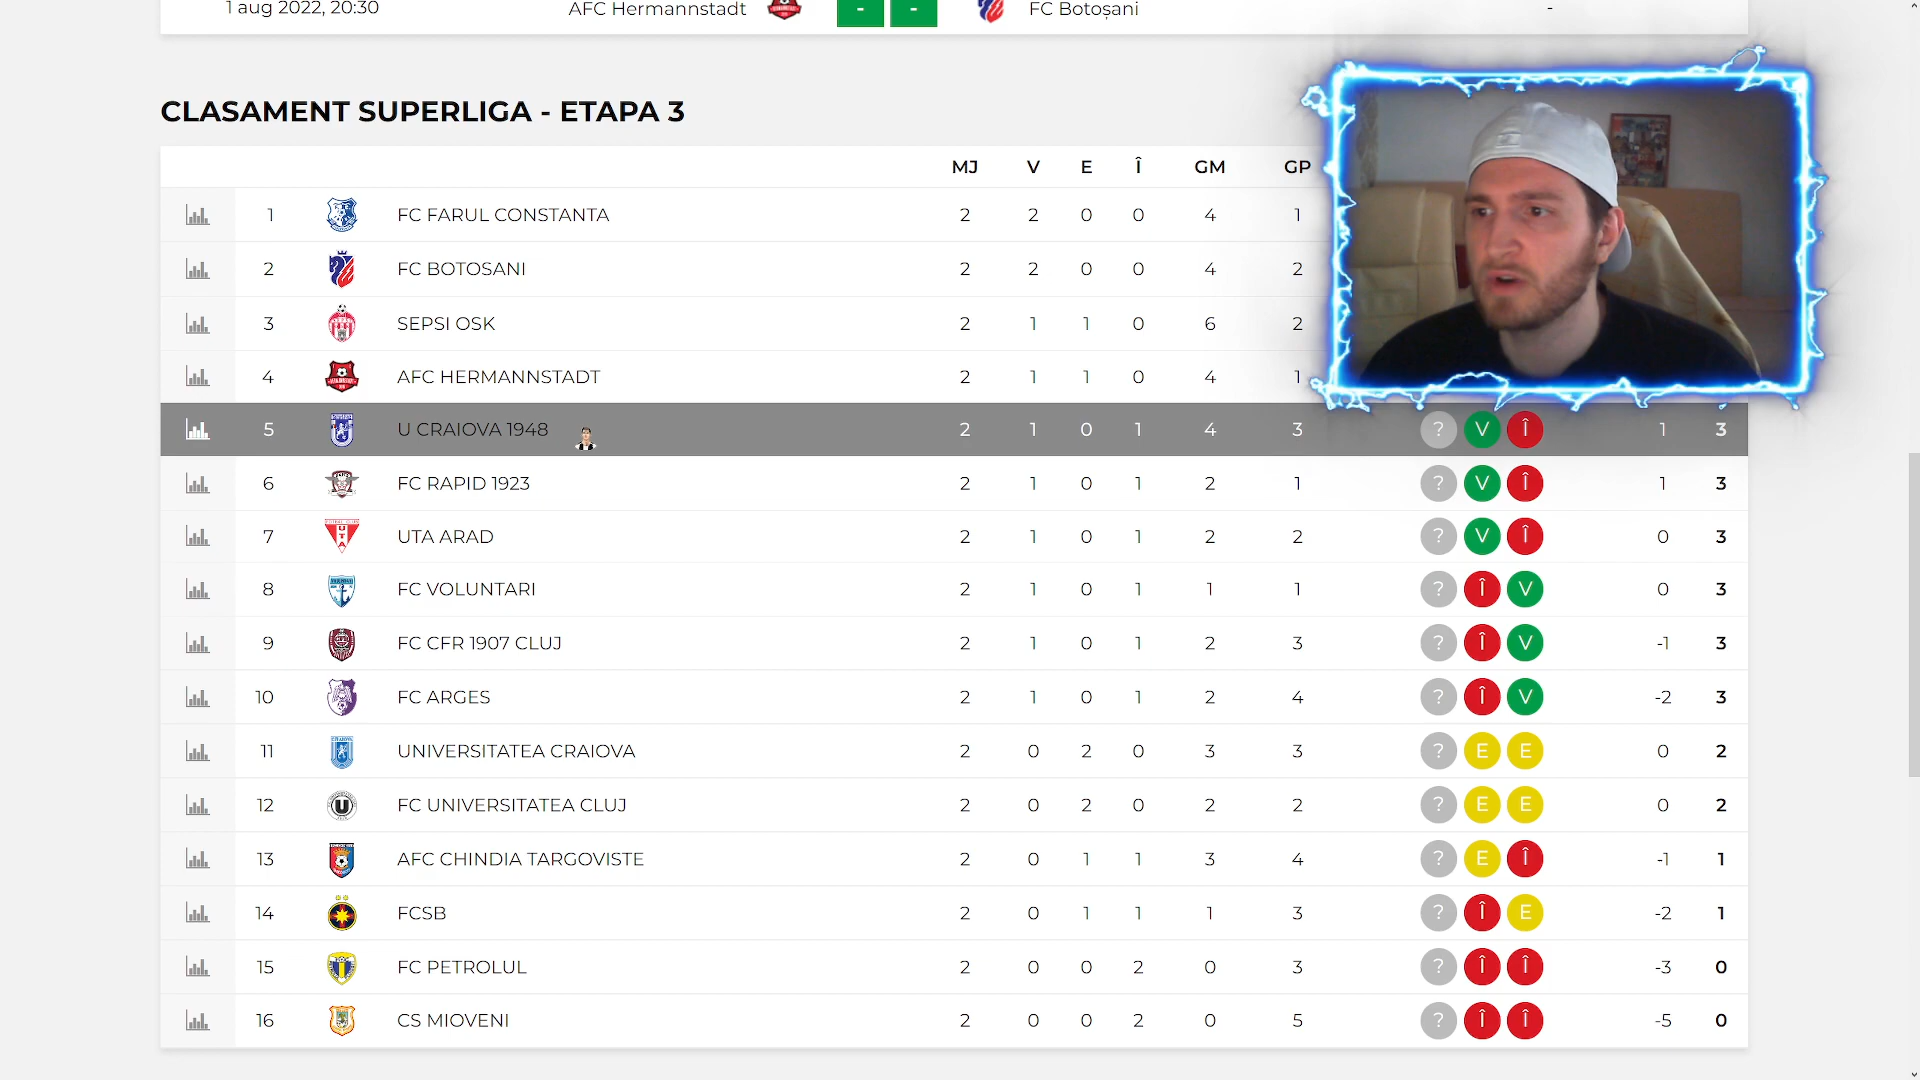 1 aug 2022, 20:30 AFC Hermannstadt - - FC Botoșani -
CLASAMENT SUPERLIGA - ETAPA 3
MJ V E Î GM GP
1 FC FARUL CONSTANTA 2 2 0 0 4 1
2 FC BOTOSANI 2 2 0 0 4 2
3 SEPSI OSK 2 1 1 0 6 2
4 AFC HERMANNSTADT 2 1 1 0 4 1
5 U CRAIOVA 1948 2 1 0 1 4 3 ? V Î 1 3
6 FC RAPID 1923 2 1 0 1 2 1 ? V Î 1 3
7 UTA ARAD 2 1 0 1 2 2 ? V Î 0 3
8 FC VOLUNTARI 2 1 0 1 1 1 ? Î V 0 3
9 FC CFR 1907 CLUJ 2 1 0 1 2 3 ? Î V -1 3
10 FC ARGES 2 1 0 1 2 4 ? Î V -2 3
11 UNIVERSITATEA CRAIOVA 2 0 2 0 3 3 ? E E 0 2
12 FC UNIVERSITATEA CLUJ 2 0 2 0 2 2 ? E E 0 2
13 AFC CHINDIA TARGOVISTE 2 0 1 1 3 4 ? E Î -1 1
14 FCSB 2 0 1 1 1 3 ? Î E -2 1
15 FC PETROLUL 2 0 0 2 0 3 ? Î Î -3 0
16 CS MIOVENI 2 0 0 2 0 5 ? Î Î -5 0